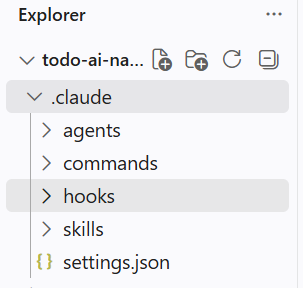 Explorer
todo-ai-na...
.claude
agents
commands
hooks
skills
settings.json